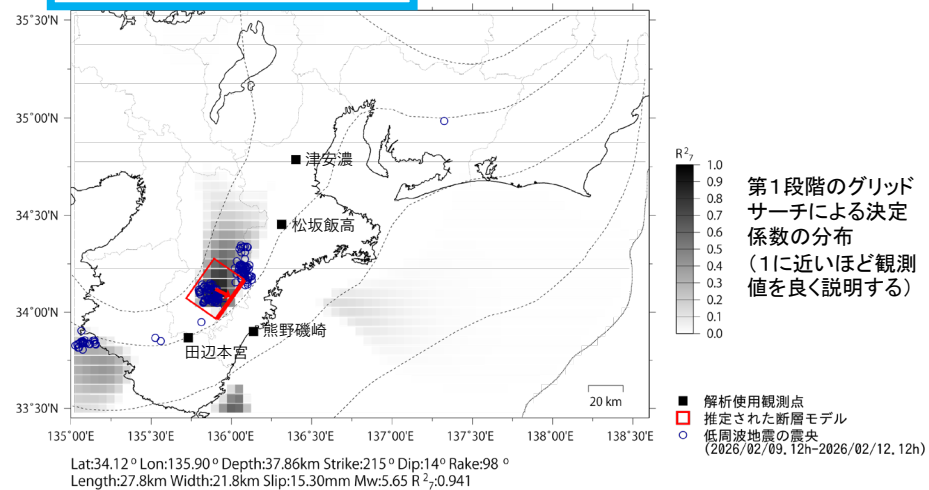 35°30'N
35°00'N
34°30'N
34°00'N
33°30'N
135°00'E 135°30'E 136°00'E 136°30'E 137°00'E 137°30'E 138°00'E 138°30'E
津安濃
松坂飯高
熊野磯崎
田辺本宮
20 km
R²₇
1.0
0.9
0.8
0.7
0.6
0.5
0.4
0.3
0.2
0.1
0.0
第1段階のグリッド
サーチによる決定
係数の分布
(1に近いほど観測
値を良く説明する)
解析使用観測点
推定された断層モデル
低周波地震の震央
(2026/02/09.12h-2026/02/12.12h)
Lat:34.12° Lon:135.90° Depth:37.86km Strike:215° Dip:14° Rake:98 °
Length:27.8km Width:21.8km Slip:15.30mm Mw:5.65 R²₇:0.941